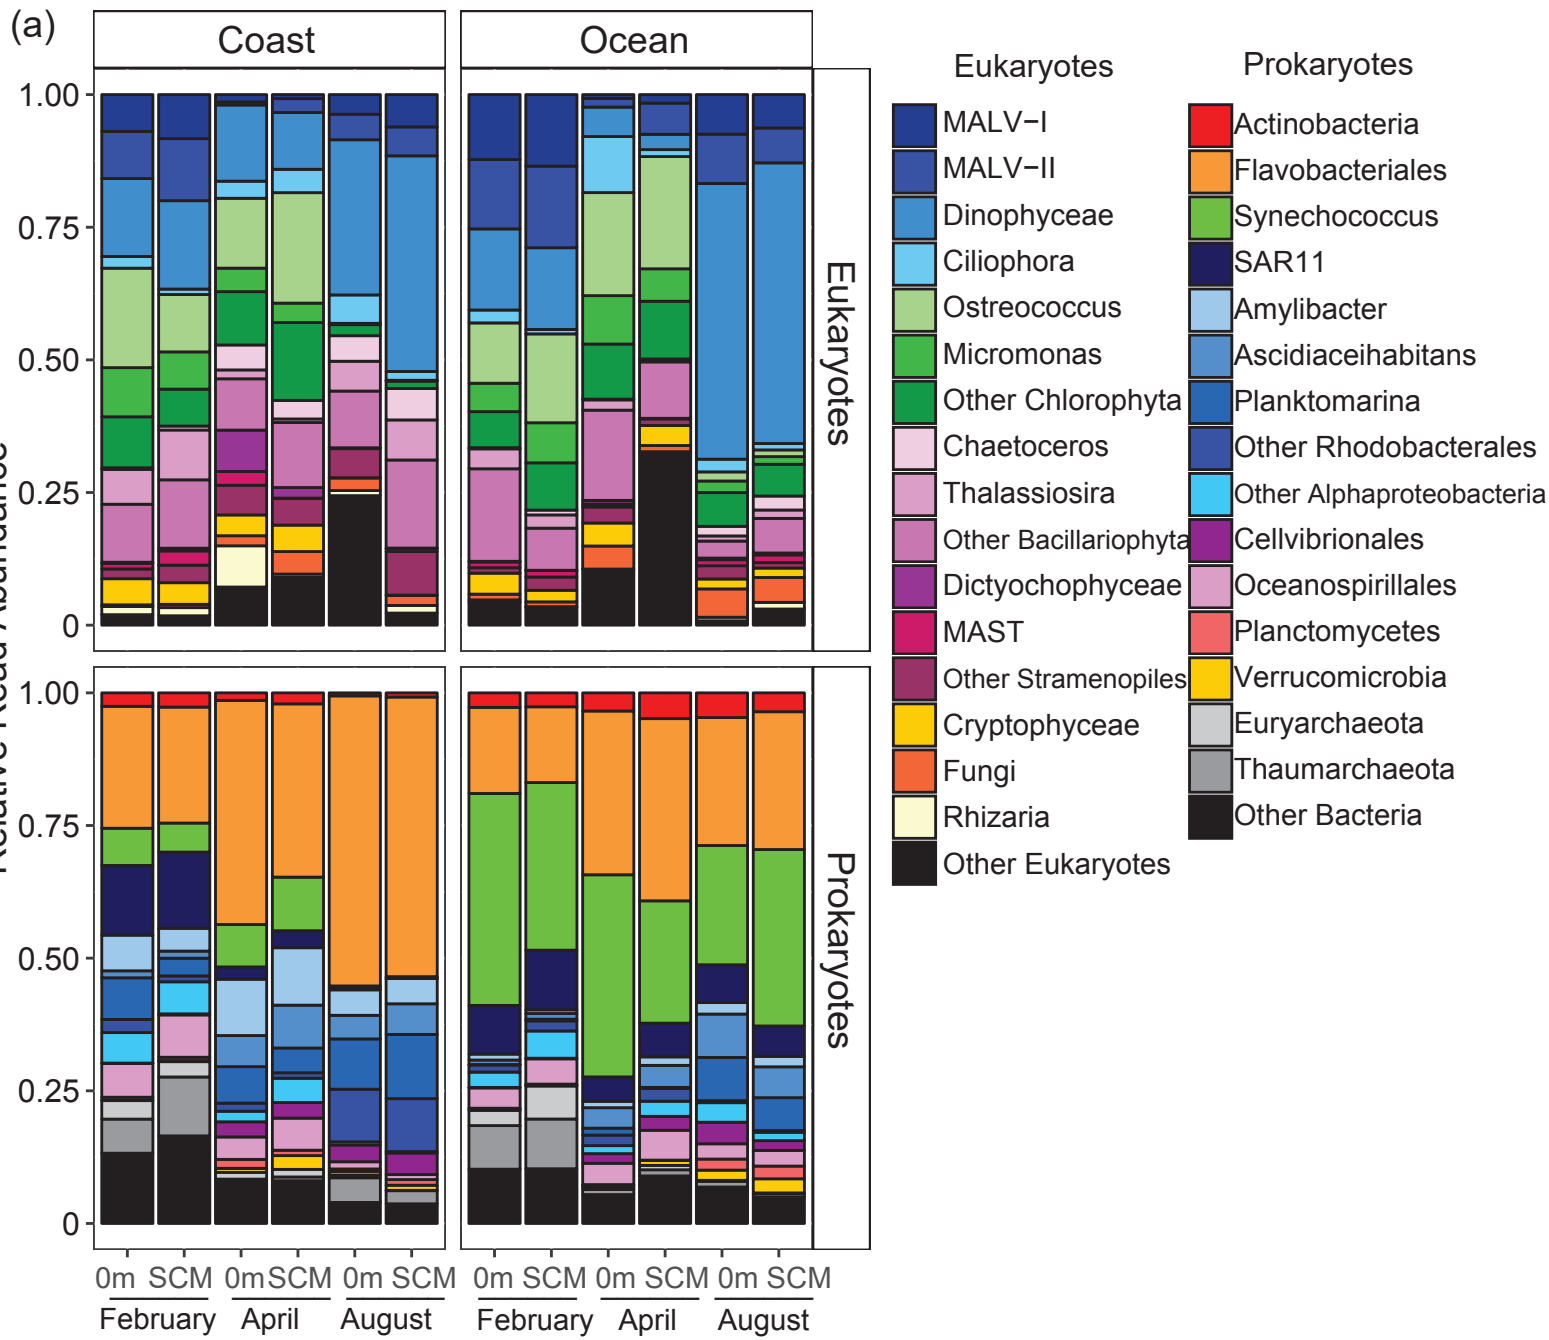 (a)
Coast
Ocean
Eukaryotes
Prokaryotes
1.00
0.75
0.50
0.25
0
Eukaryotes
MALV−I
MALV−II
Dinophyceae
Ciliophora
Ostreococcus
Micromonas
Other Chlorophyta
Chaetoceros
Thalassiosira
Other Bacillariophyta
Dictyochophyceae
MAST
Other Stramenopiles
Cryptophyceae
Fungi
Rhizaria
Other Eukaryotes
Actinobacteria
Flavobacteriales
Synechococcus
SAR11
Amylibacter
Ascidiaceihabitans
Planktomarina
Other Rhodobacterales
Other Alphaproteobacteria
Cellvibrionales
Oceanospirillales
Planctomycetes
Verrucomicrobia
Euryarchaeota
Thaumarchaeota
Other Bacteria
Relative Read Abundance
1.00
0.75
0.50
0.25
0
Prokaryotes
0m SCM 0m SCM 0m SCM
0m SCM 0m SCM 0m SCM
February April August
February April August